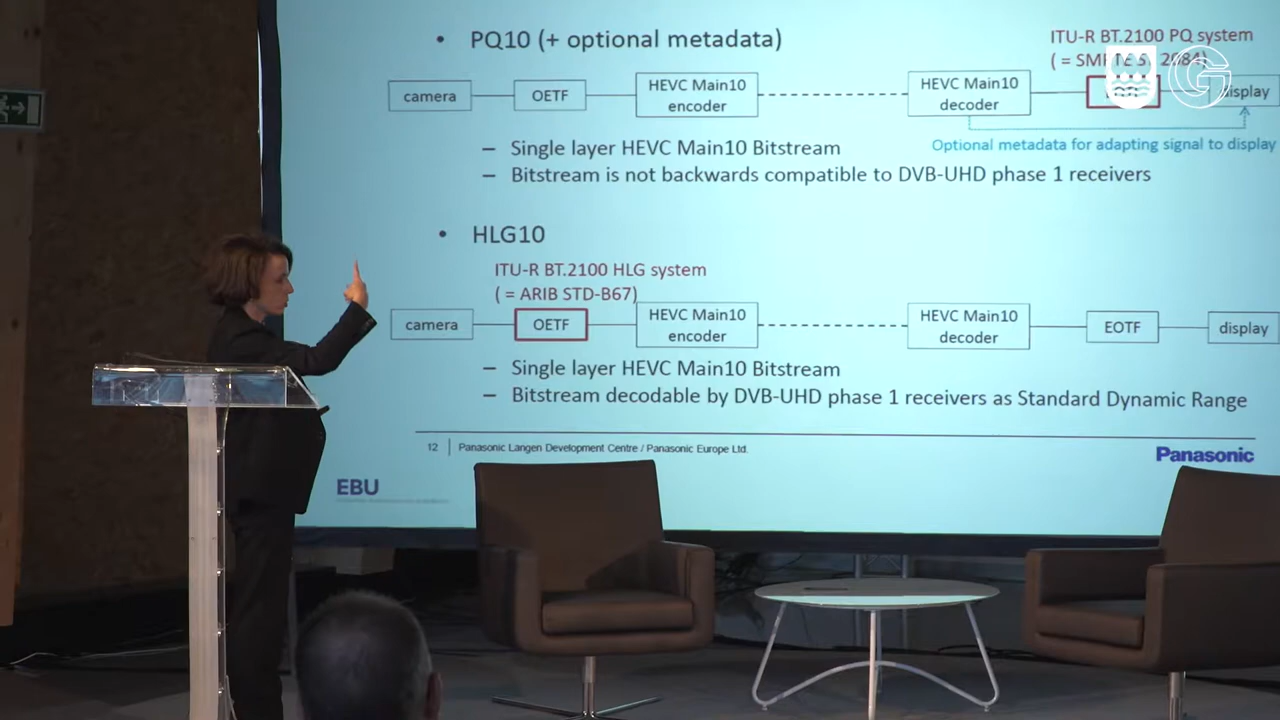 • PQ10 (+ optional metadata)
ITU-R BT.2100 PQ system
( = SMPTE S 2084)
camera
OETF
HEVC Main10
encoder
HEVC Main10
decoder
display
Optional metadata for adapting signal to display
– Single layer HEVC Main10 Bitstream
– Bitstream is not backwards compatible to DVB-UHD phase 1 receivers
• HLG10
ITU-R BT.2100 HLG system
( = ARIB STD-B67)
camera
OETF
HEVC Main10
encoder
HEVC Main10
decoder
EOTF
display
– Single layer HEVC Main10 Bitstream
– Bitstream decodable by DVB-UHD phase 1 receivers as Standard Dynamic Range
12
Panasonic Langen Development Centre / Panasonic Europe Ltd.
Panasonic
EBU